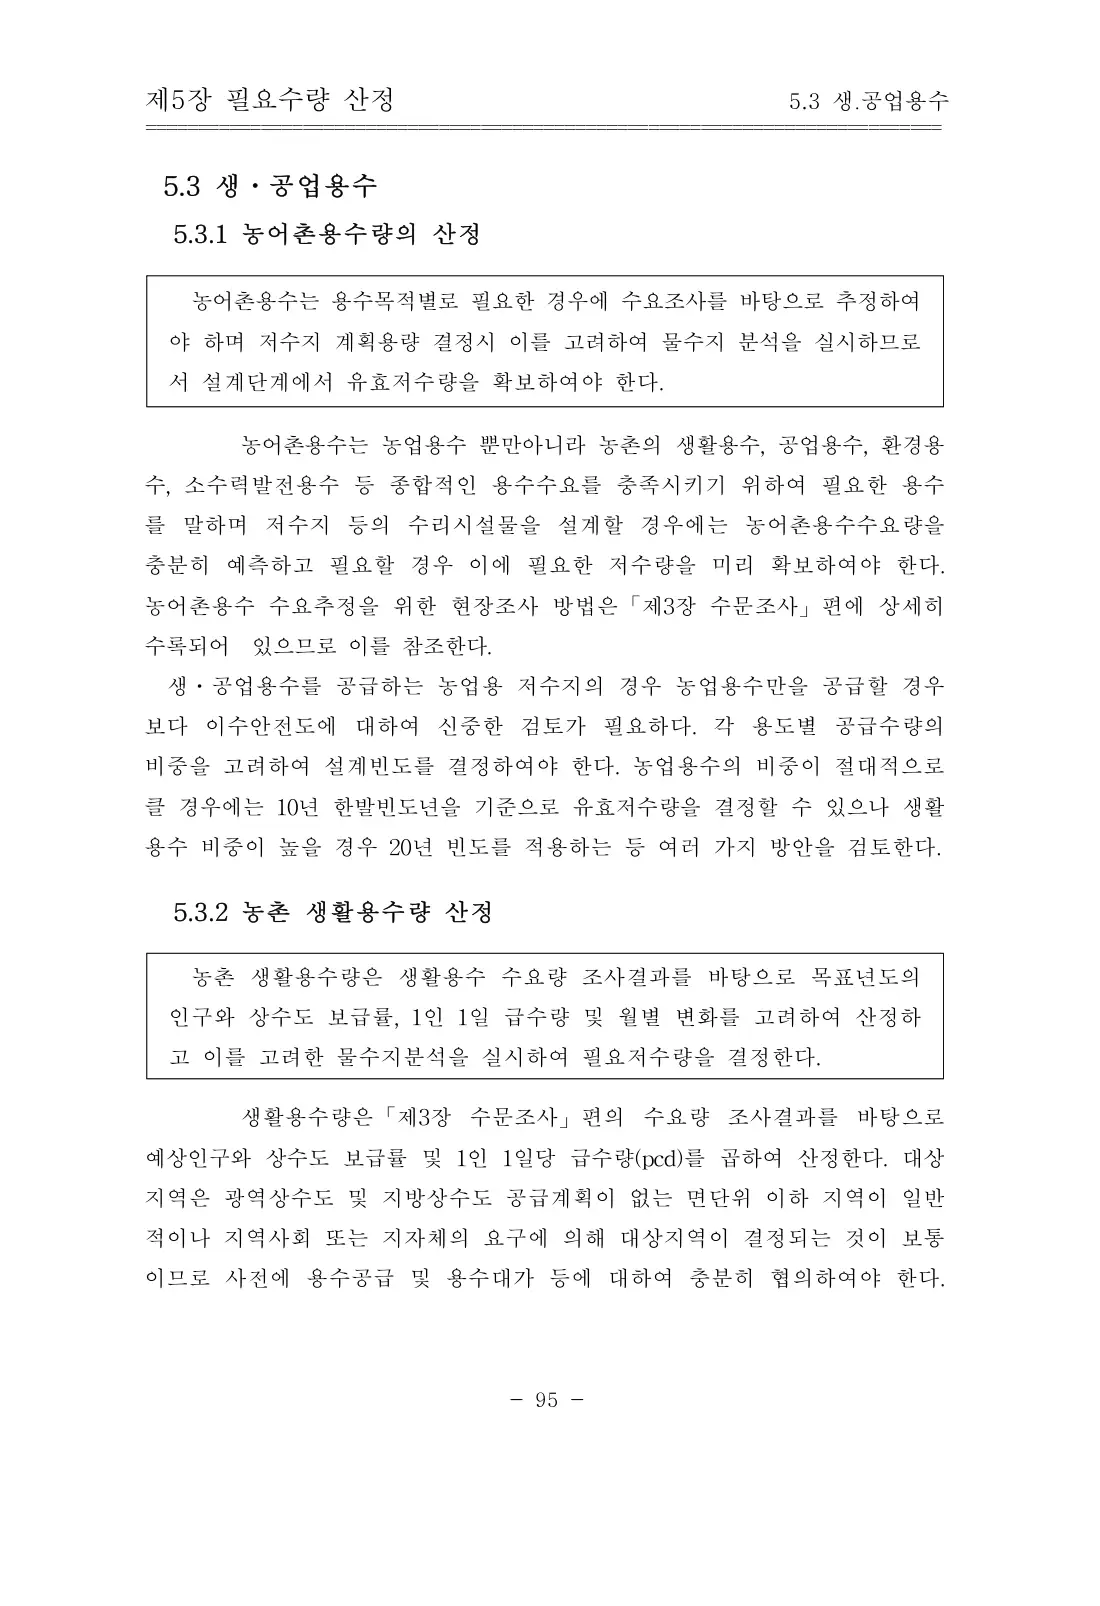 제5장 필요수량 산정 5.3 생.공업용수
==============================================================================
5.3 생·공업용수
5.3.1 농어촌용수량의 산정
농어촌용수는 용수목적별로 필요한 경우에 수요조사를 바탕으로 추정하여
야 하며 저수지 계획용량 결정시 이를 고려하여 물수지 분석을 실시하므로
서 설계단계에서 유효저수량을 확보하여야 한다.
농어촌용수는 농업용수 뿐만아니라 농촌의 생활용수, 공업용수, 환경용
수, 소수력발전용수 등 종합적인 용수수요를 충족시키기 위하여 필요한 용수
를 말하며 저수지 등의 수리시설물을 설계할 경우에는 농어촌용수수요량을
충분히 예측하고 필요할 경우 이에 필요한 저수량을 미리 확보하여야 한다.
농어촌용수 수요추정을 위한 현장조사 방법은「제3장 수문조사」편에 상세히
수록되어 있으므로 이를 참조한다.
생·공업용수를 공급하는 농업용 저수지의 경우 농업용수만을 공급할 경우
보다 이수안전도에 대하여 신중한 검토가 필요하다. 각 용도별 공급수량의
비중을 고려하여 설계빈도를 결정하여야 한다. 농업용수의 비중이 절대적으로
클 경우에는 10년 한발빈도년을 기준으로 유효저수량을 결정할 수 있으나 생활
용수 비중이 높을 경우 20년 빈도를 적용하는 등 여러 가지 방안을 검토한다.
5.3.2 농촌 생활용수량 산정
농촌 생활용수량은 생활용수 수요량 조사결과를 바탕으로 목표년도의
인구와 상수도 보급률, 1인 1일 급수량 및 월별 변화를 고려하여 산정하
고 이를 고려한 물수지분석을 실시하여 필요저수량을 결정한다.
생활용수량은「제3장 수문조사」편의 수요량 조사결과를 바탕으로
예상인구와 상수도 보급률 및 1인 1일당 급수량(pcd)를 곱하여 산정한다. 대상
지역은 광역상수도 및 지방상수도 공급계획이 없는 면단위 이하 지역이 일반
적이나 지역사회 또는 지자체의 요구에 의해 대상지역이 결정되는 것이 보통
이므로 사전에 용수공급 및 용수대가 등에 대하여 충분히 협의하여야 한다.
- 95 -